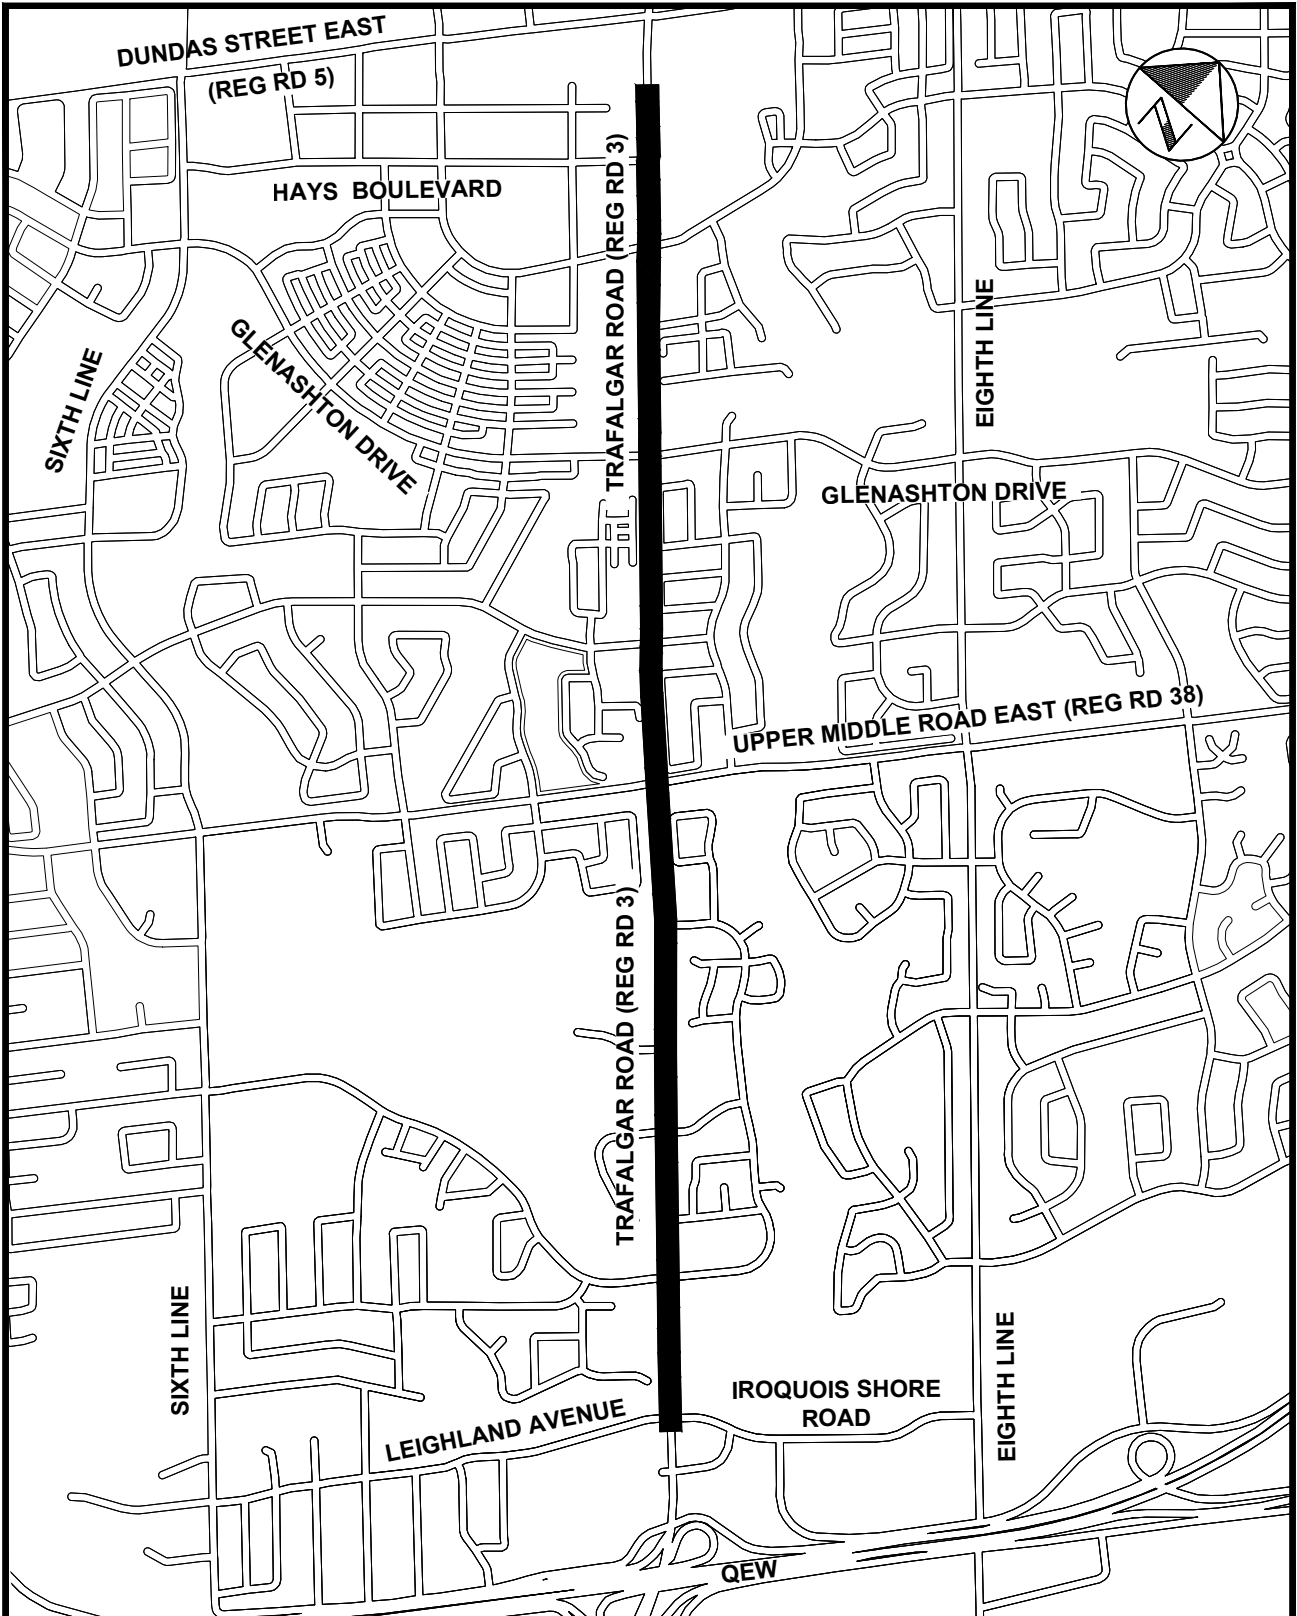 DUNDAS STREET EAST
(REG RD 5)
HAYS  BOULEVARD
TRAFALGAR ROAD (REG RD 3)
EIGHTH LINE
SIXTH LINE
GLENASHTON DRIVE
GLENASHTON DRIVE
UPPER MIDDLE ROAD EAST (REG RD 38)
TRAFALGAR ROAD (REG RD 3)
SIXTH LINE
EIGHTH LINE
IROQUOIS SHORE
ROAD
LEIGHLAND AVENUE
QEW